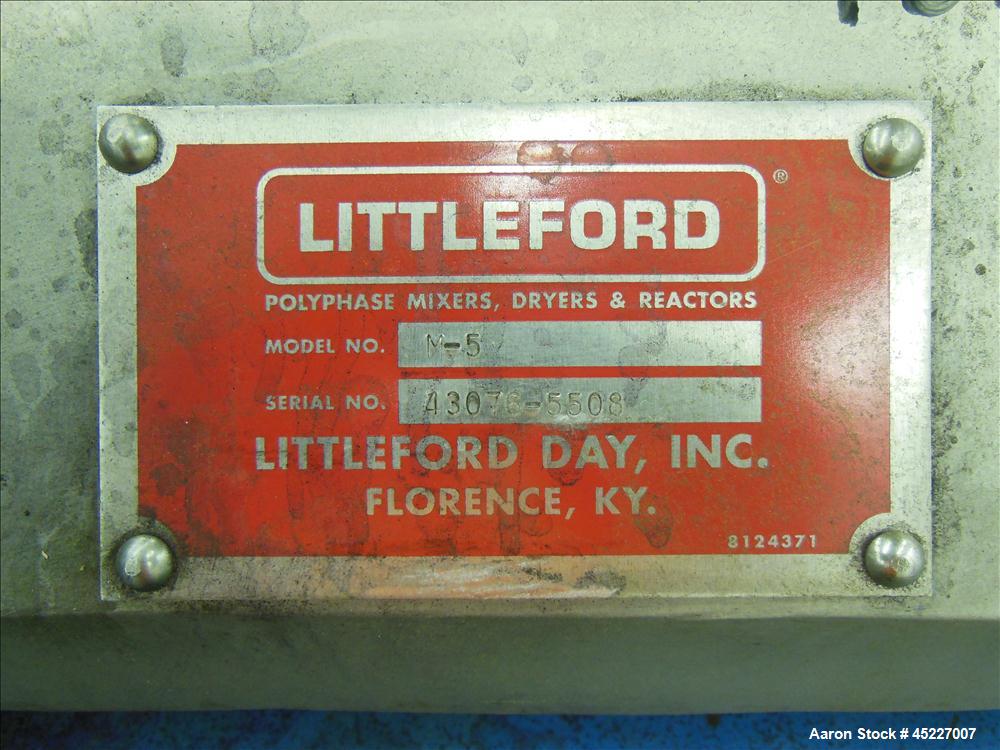 LITTLEFORD ®
POLYPHASE MIXERS, DRYERS & REACTORS
MODEL NO. M-5
SERIAL NO. 43076-5508
LITTLEFORD DAY, INC.
FLORENCE, KY.
8124371
Aaron Stock # 45227007